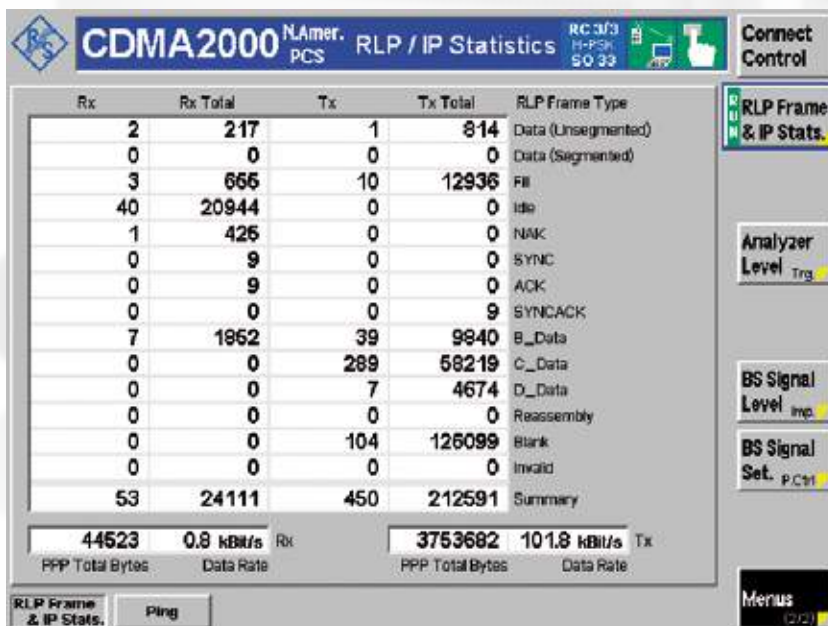 R&S
CDMA2000 N.Amer. PCS RLP / IP Statistics RC 3/3 H-PSK SO 33
Connect Control
Rx Rx Total Tx Tx Total RLP Frame Type
2 217 1 814 Data (Unsegmented)
0 0 0 0 Data (Segmented)
3 655 10 12936 Fill
40 20944 0 0 Idle
1 425 0 0 NAK
0 9 0 0 SYNC
0 9 0 0 ACK
0 0 0 9 SYNCACK
7 1852 39 9840 B_Data
0 0 289 58219 C_Data
0 0 7 4674 D_Data
0 0 0 0 Reassembly
0 0 104 126099 Blank
0 0 0 0 Invalid
53 24111 450 212591 Summary
44523 0.8 kBit/s Rx 3753682 101.8 kBit/s Tx
PPP Total Bytes Data Rate PPP Total Bytes Data Rate
RUN RLP Frame & IP Stats.
Analyzer Level Trg.
BS Signal Level Imp.
BS Signal Set. P.Ctrl
Menus (2/2)
RLP Frame & IP Stats.
Ping